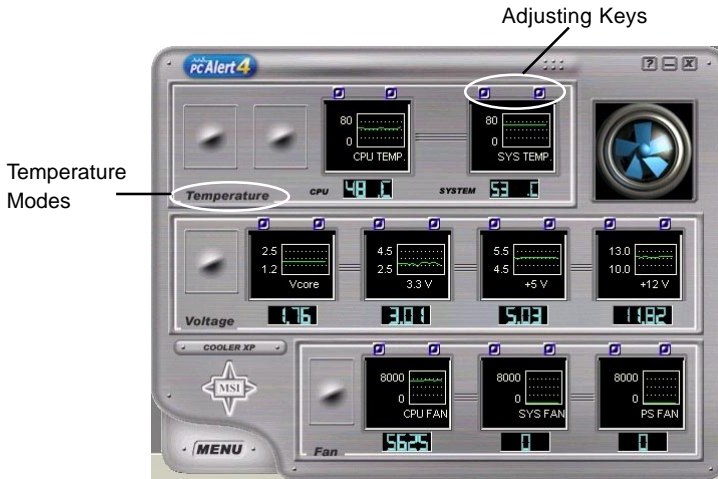 Adjusting Keys
PC Alert 4
? — X
80
0
CPU TEMP.
80
0
SYS TEMP.
Temperature
Modes
Temperature
CPU 48 .C
SYSTEM 53 .C
2.5
1.2
Vcore
4.5
2.5
3.3 V
5.5
4.5
+5 V
13.0
10.0
+12 V
Voltage
1.76
3.01
5.03
11.82
COOLER XP
MSI
MENU
8000
0
CPU FAN
8000
0
SYS FAN
8000
0
PS FAN
Fan
5625
0
0